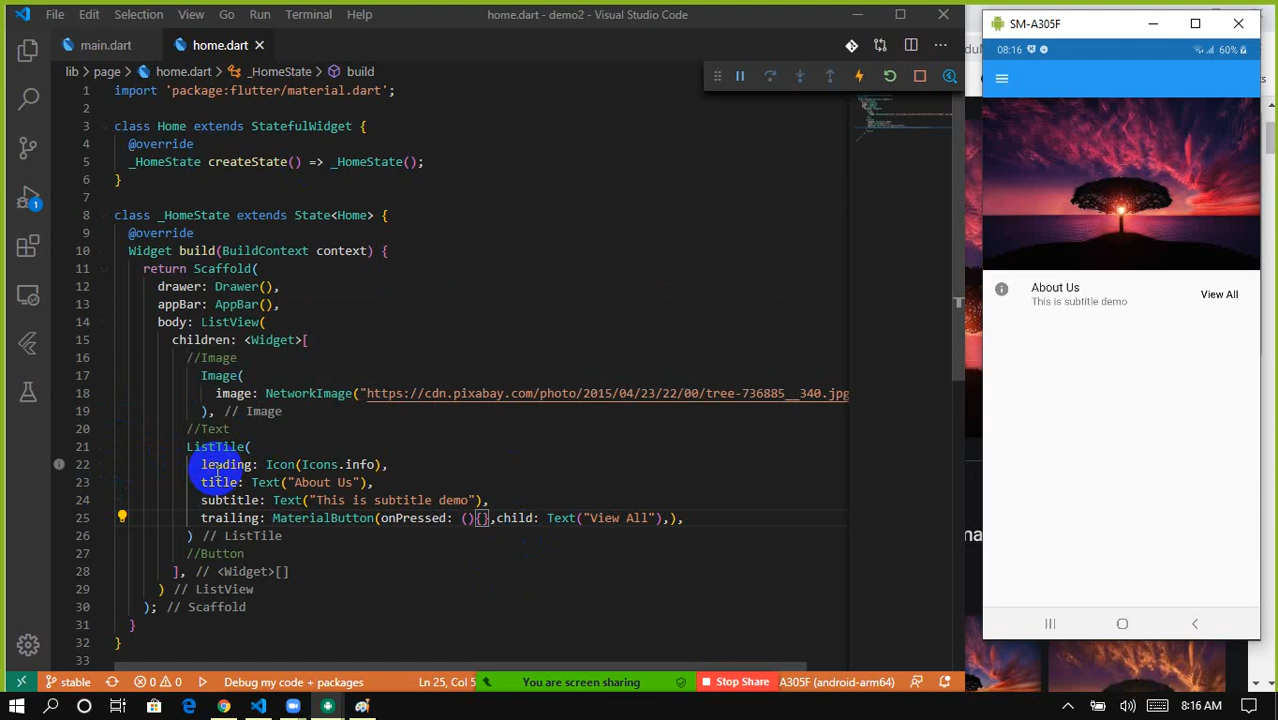 File Edit Selection View Go Run Terminal Help home.dart - demo2 - Visual Studio Code
main.dart home.dart
lib > page > home.dart > _HomeState > build
1 import 'package:flutter/material.dart';
2
3 class Home extends StatefulWidget {
4 @override
5 _HomeState createState() => _HomeState();
6 }
7
8 class _HomeState extends State<Home> {
9 @override
10 Widget build(BuildContext context) {
11 return Scaffold(
12 drawer: Drawer(),
13 appBar: AppBar(),
14 body: ListView(
15 children: <Widget>[
16 //Image
17 Image(
18 image: NetworkImage("https://cdn.pixabay.com/photo/2015/04/23/22/00/tree-736885__340.jpg
19 ), // Image
20 //Text
21 ListTile(
22 leading: Icon(Icons.info),
23 title: Text("About Us"),
24 subtitle: Text("This is subtitle demo"),
25 trailing: MaterialButton(onPressed: (){},child: Text("View All"),),
26 ) // ListTile
27 //Button
28 ], // <Widget>[]
29 ) // ListView
30 ); // Scaffold
31 }
32 }
33
1
stable 0 0 Debug my code + packages Ln 25, Col 5 You are screen sharing Stop Share A305F (android-arm64)
SM-A305F
08:16 60%
About Us
This is subtitle demo
View All
8:16 AM